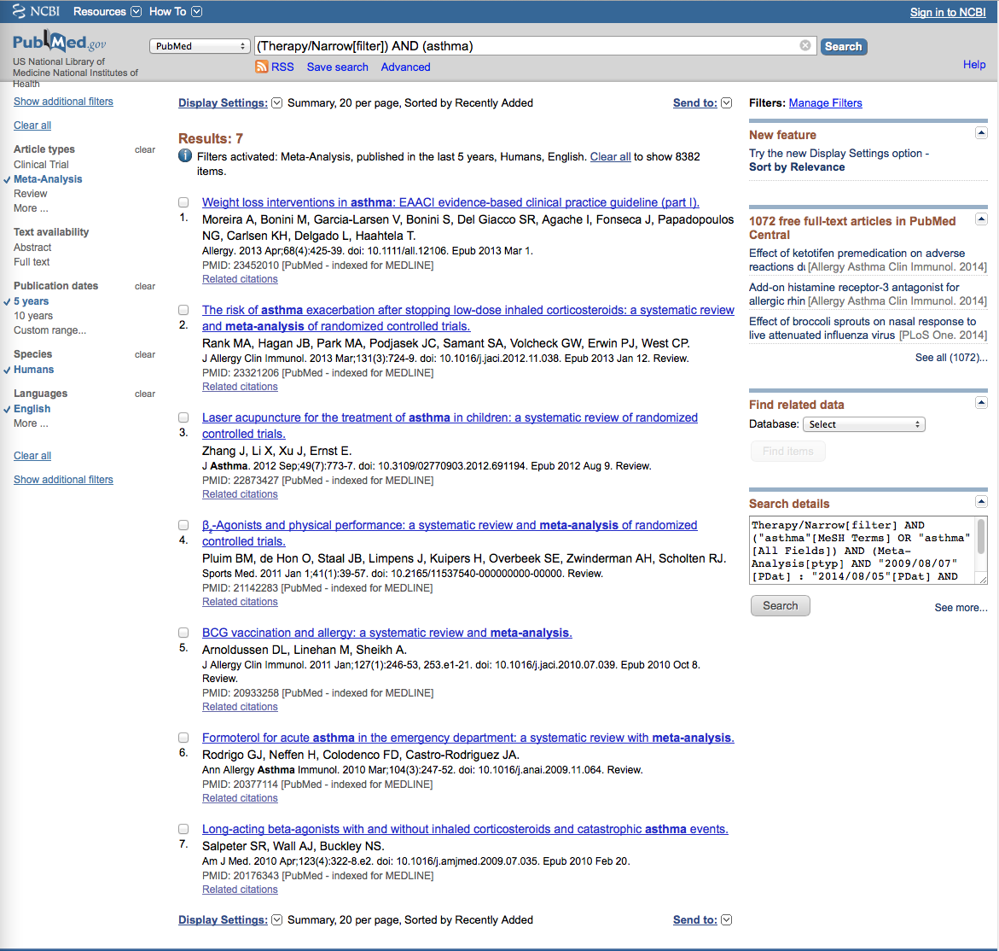 NCBI Resources How To Sign in to NCBI
PubMed.gov
US National Library of
Medicine National Institutes of
Health
PubMed
(Therapy/Narrow[filter]) AND (asthma)
Search
RSS Save search Advanced
Help
Show additional filters
Clear all
Article types clear
Clinical Trial
Meta-Analysis
Review
More ...
Text availability
Abstract
Full text
Publication dates clear
5 years
10 years
Custom range...
Species clear
Humans
Languages clear
English
More ...
Clear all
Show additional filters
Display Settings: Summary, 20 per page, Sorted by Recently Added Send to:
Results: 7
Filters activated: Meta-Analysis, published in the last 5 years, Humans, English. Clear all to show 8382
items.
Weight loss interventions in asthma: EAACI evidence-based clinical practice guideline (part I).
1. Moreira A, Bonini M, Garcia-Larsen V, Bonini S, Del Giacco SR, Agache I, Fonseca J, Papadopoulos
NG, Carlsen KH, Delgado L, Haahtela T.
Allergy. 2013 Apr;68(4):425-39. doi: 10.1111/all.12106. Epub 2013 Mar 1.
PMID: 23452010 [PubMed - indexed for MEDLINE]
Related citations
The risk of asthma exacerbation after stopping low-dose inhaled corticosteroids: a systematic review
2. and meta-analysis of randomized controlled trials.
Rank MA, Hagan JB, Park MA, Podjasek JC, Samant SA, Volcheck GW, Erwin PJ, West CP.
J Allergy Clin Immunol. 2013 Mar;131(3):724-9. doi: 10.1016/j.jaci.2012.11.038. Epub 2013 Jan 12. Review.
PMID: 23321206 [PubMed - indexed for MEDLINE]
Related citations
Laser acupuncture for the treatment of asthma in children: a systematic review of randomized
3. controlled trials.
Zhang J, Li X, Xu J, Ernst E.
J Asthma. 2012 Sep;49(7):773-7. doi: 10.3109/02770903.2012.691194. Epub 2012 Aug 9. Review.
PMID: 22873427 [PubMed - indexed for MEDLINE]
Related citations
β2-Agonists and physical performance: a systematic review and meta-analysis of randomized
4. controlled trials.
Pluim BM, de Hon O, Staal JB, Limpens J, Kuipers H, Overbeek SE, Zwinderman AH, Scholten RJ.
Sports Med. 2011 Jan 1;41(1):39-57. doi: 10.2165/11537540-000000000-00000. Review.
PMID: 21142283 [PubMed - indexed for MEDLINE]
Related citations
BCG vaccination and allergy: a systematic review and meta-analysis.
5. Arnoldussen DL, Linehan M, Sheikh A.
J Allergy Clin Immunol. 2011 Jan;127(1):246-53, 253.e1-21. doi: 10.1016/j.jaci.2010.07.039. Epub 2010 Oct 8.
Review.
PMID: 20933258 [PubMed - indexed for MEDLINE]
Related citations
Formoterol for acute asthma in the emergency department: a systematic review with meta-analysis.
6. Rodrigo GJ, Neffen H, Colodenco FD, Castro-Rodriguez JA.
Ann Allergy Asthma Immunol. 2010 Mar;104(3):247-52. doi: 10.1016/j.anai.2009.11.064. Review.
PMID: 20377114 [PubMed - indexed for MEDLINE]
Related citations
Long-acting beta-agonists with and without inhaled corticosteroids and catastrophic asthma events.
7. Salpeter SR, Wall AJ, Buckley NS.
Am J Med. 2010 Apr;123(4):322-8.e2. doi: 10.1016/j.amjmed.2009.07.035. Epub 2010 Feb 20.
PMID: 20176343 [PubMed - indexed for MEDLINE]
Related citations
Display Settings: Summary, 20 per page, Sorted by Recently Added Send to:
Filters: Manage Filters
New feature
Try the new Display Settings option -
Sort by Relevance
1072 free full-text articles in PubMed
Central
Effect of ketotifen premedication on adverse
reactions du [Allergy Asthma Clin Immunol. 2014]
Add-on histamine receptor-3 antagonist for
allergic rhin [Allergy Asthma Clin Immunol. 2014]
Effect of broccoli sprouts on nasal response to
live attenuated influenza virus [PLoS One. 2014]
See all (1072)...
Find related data
Database: Select
Find items
Search details
Therapy/Narrow[filter] AND
("asthma"[MeSH Terms] OR "asthma"
[All Fields]) AND (Meta-
Analysis[ptyp] AND "2009/08/07"
[PDat] : "2014/08/05"[PDat] AND
Search See more...